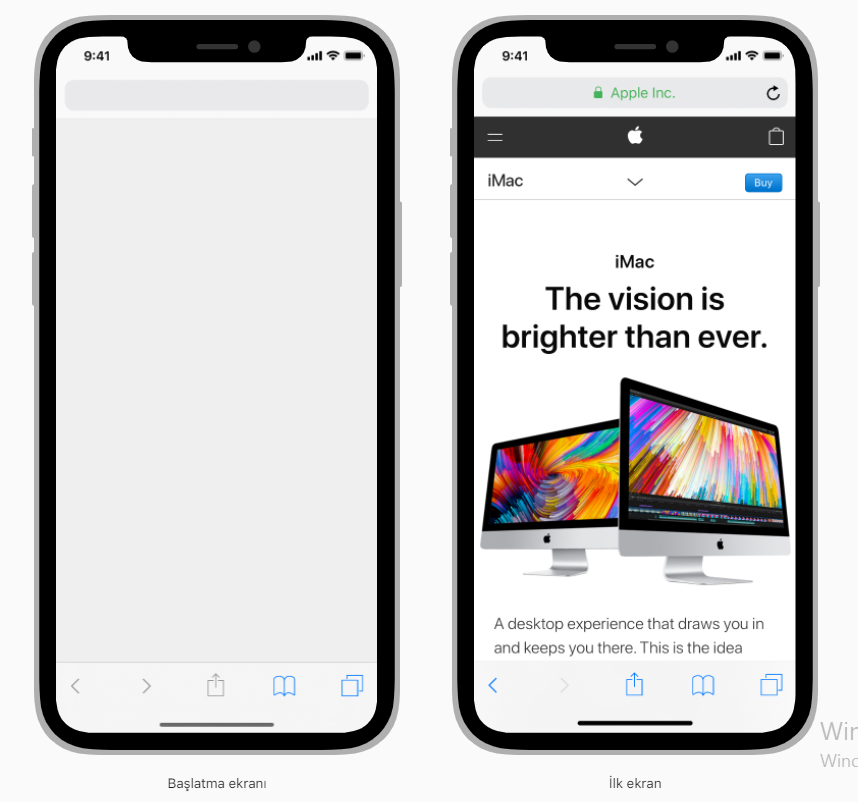 9:41
9:41
Apple Inc.
iMac
Buy
iMac
The vision is
brighter than ever.
A desktop experience that draws you in
and keeps you there. This is the idea
Başlatma ekranı
İlk ekran